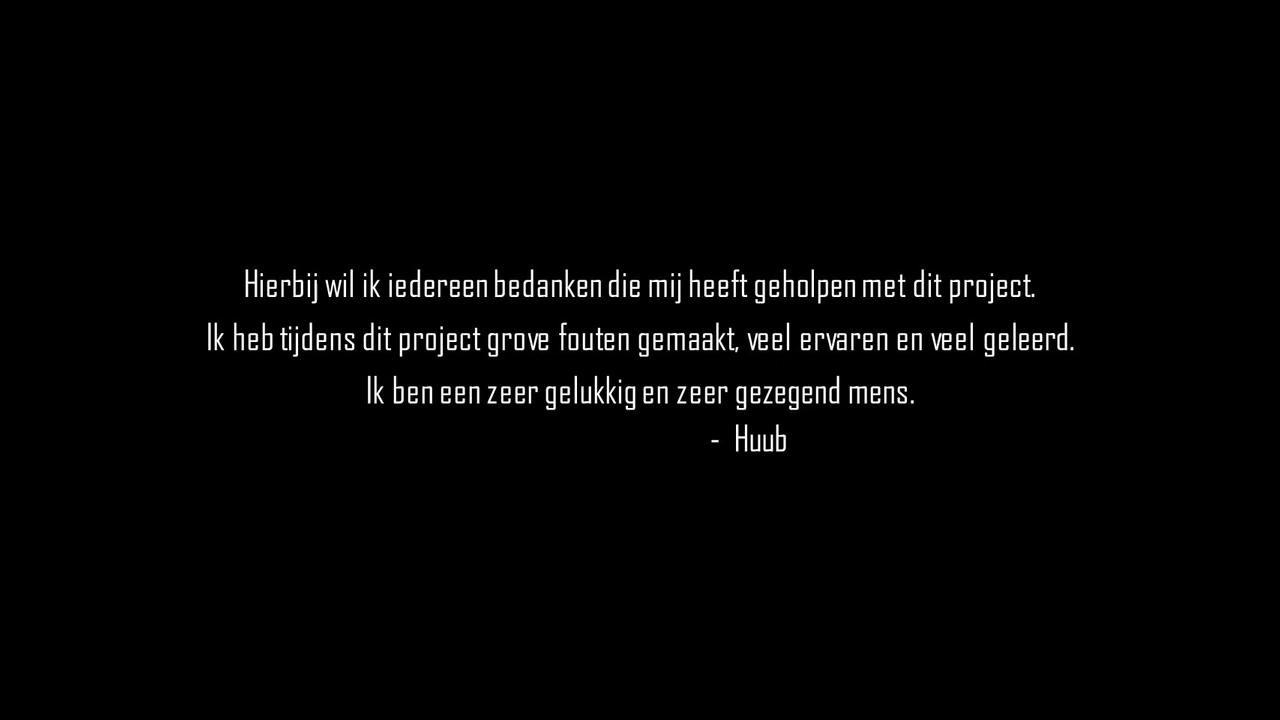 Hierbij wil ik iedereen bedanken die mij heeft geholpen met dit project.
Ik heb tijdens dit project grove fouten gemaakt, veel ervaren en veel geleerd.
Ik ben een zeer gelukkig en zeer gezegend mens.
- Huub